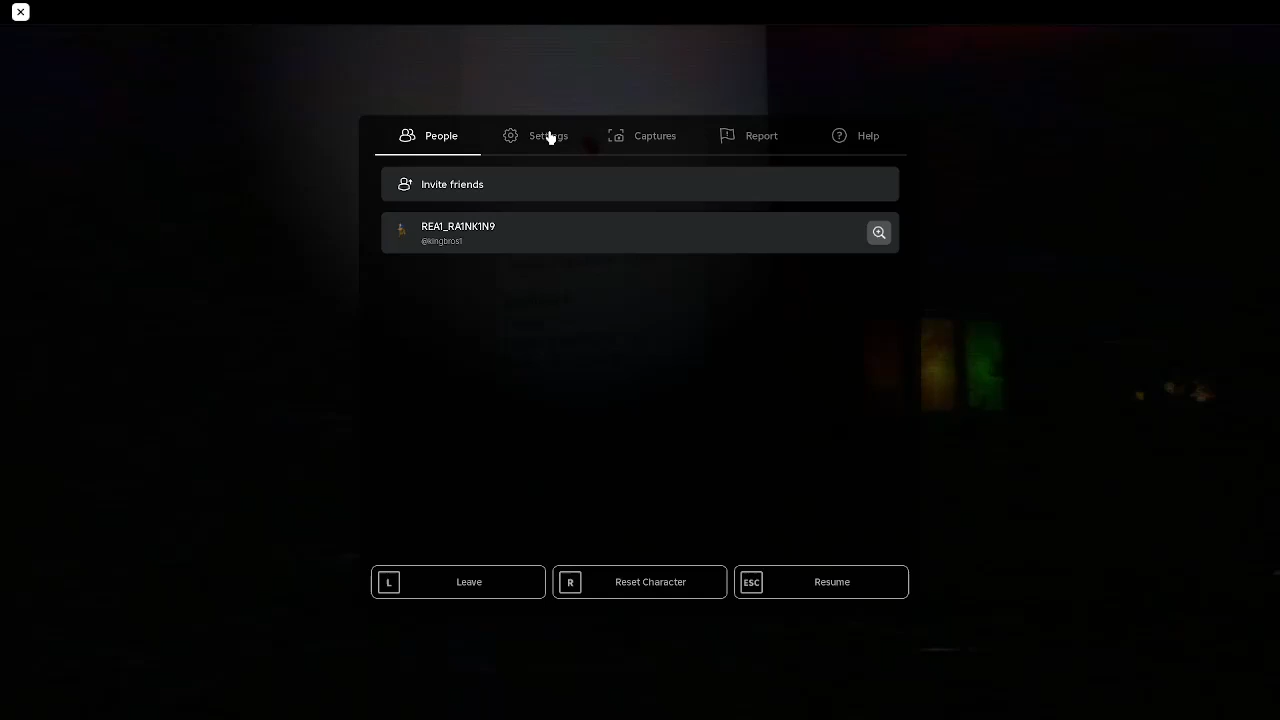 People
Settings
Captures
Report
Help
Invite friends
REA1_RA1NK1N9
@kingbros1
L
Leave
R
Reset Character
ESC
Resume